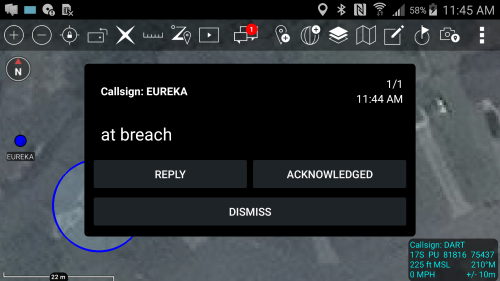 58% 11:45 AM
1
N
Callsign: EUREKA
1/1
11:44 AM
at breach
REPLY ACKNOWLEDGED
DISMISS
EUREKA
22 m
Callsign: DART
17S PU 81816 75437
225 ft MSL 210°M
0 MPH +/- 10m